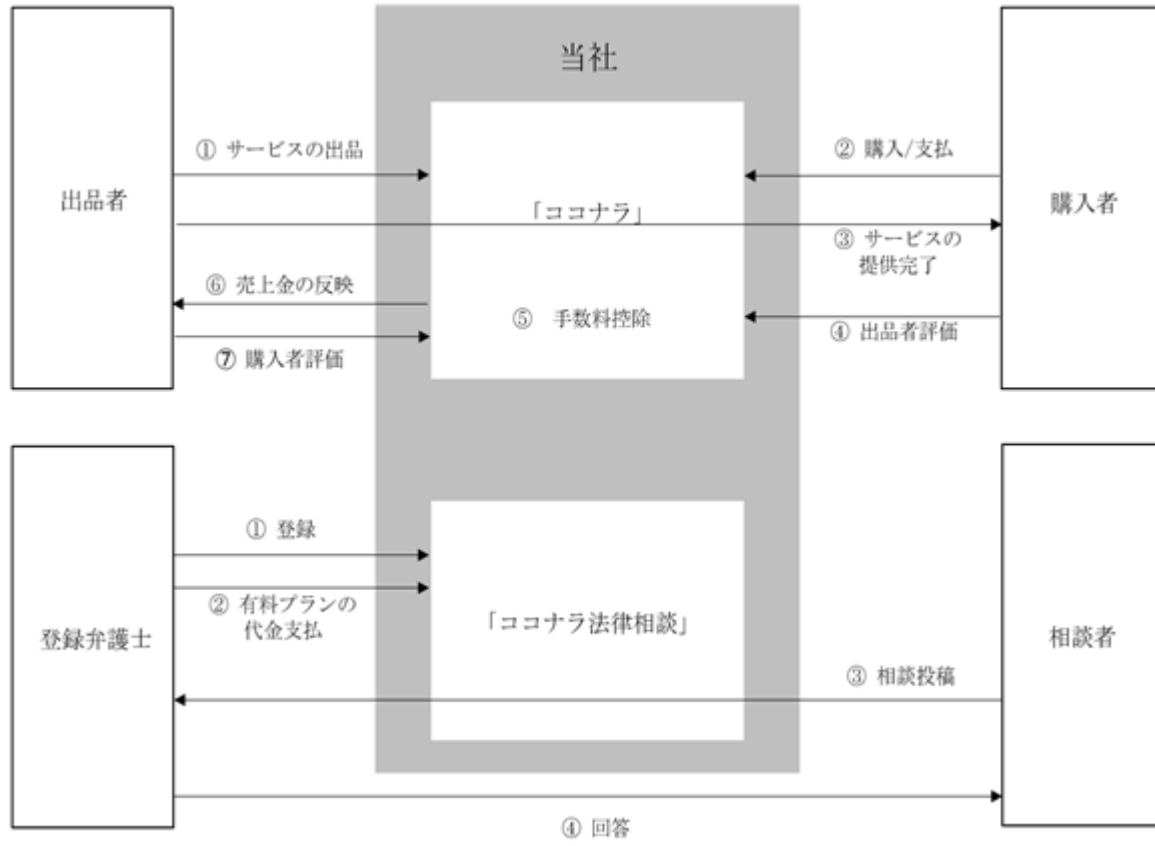 当社
出品者
① サービスの出品
「ココナラ」
② 購入/支払
購入者
③ サービスの
提供完了
⑥ 売上金の反映
⑤ 手数料控除
④ 出品者評価
⑦ 購入者評価
登録弁護士
① 登録
② 有料プランの
代金支払
「ココナラ法律相談」
相談者
③ 相談投稿
④ 回答